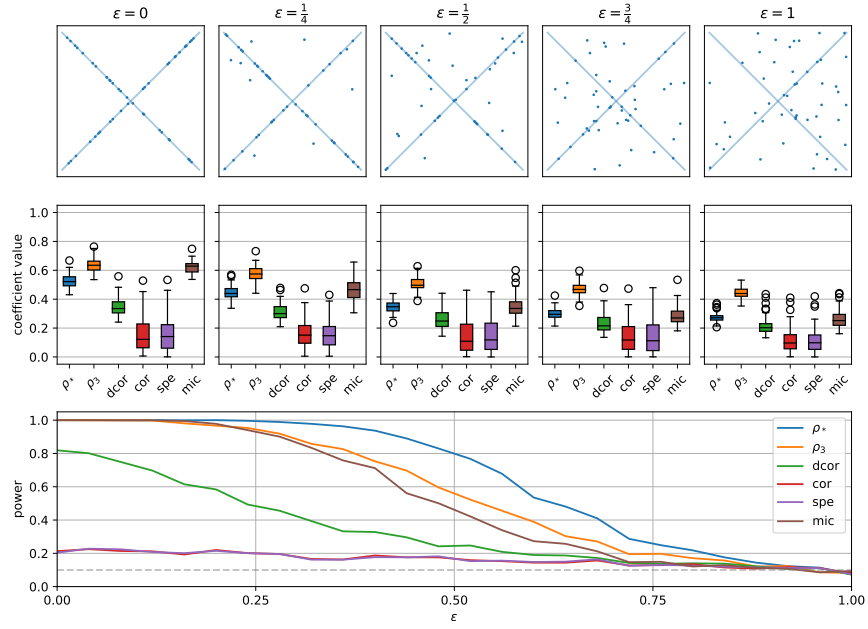 ε = 0 ε = 1/4 ε = 1/2 ε = 3/4 ε = 1
coefficient value
1.0
0.8
0.6
0.4
0.2
0.0
ρ* ρ3 dcor cor spe mic ρ* ρ3 dcor cor spe mic ρ* ρ3 dcor cor spe mic ρ* ρ3 dcor cor spe mic ρ* ρ3 dcor cor spe mic
power
1.0
0.8
0.6
0.4
0.2
0.0
ρ*
ρ3
dcor
cor
spe
mic
0.00 0.25 0.50 0.75 1.00
ε